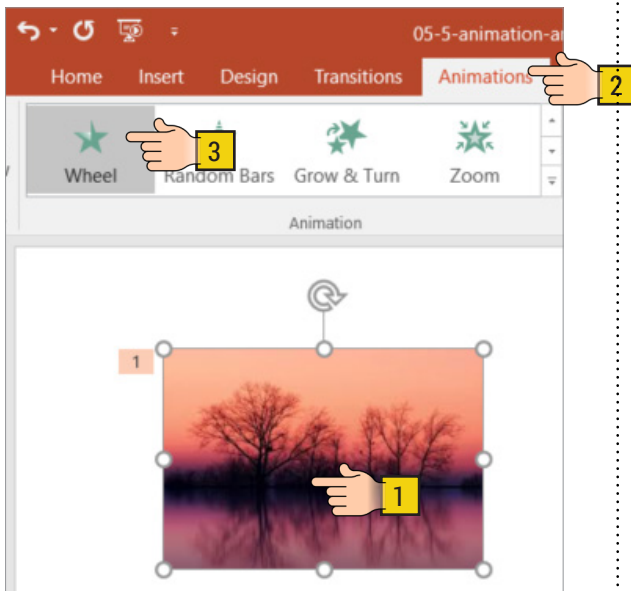 05-5-animation-a
Home Insert Design Transitions Animations 2
3
Wheel Random Bars Grow & Turn Zoom
Animation
1
1